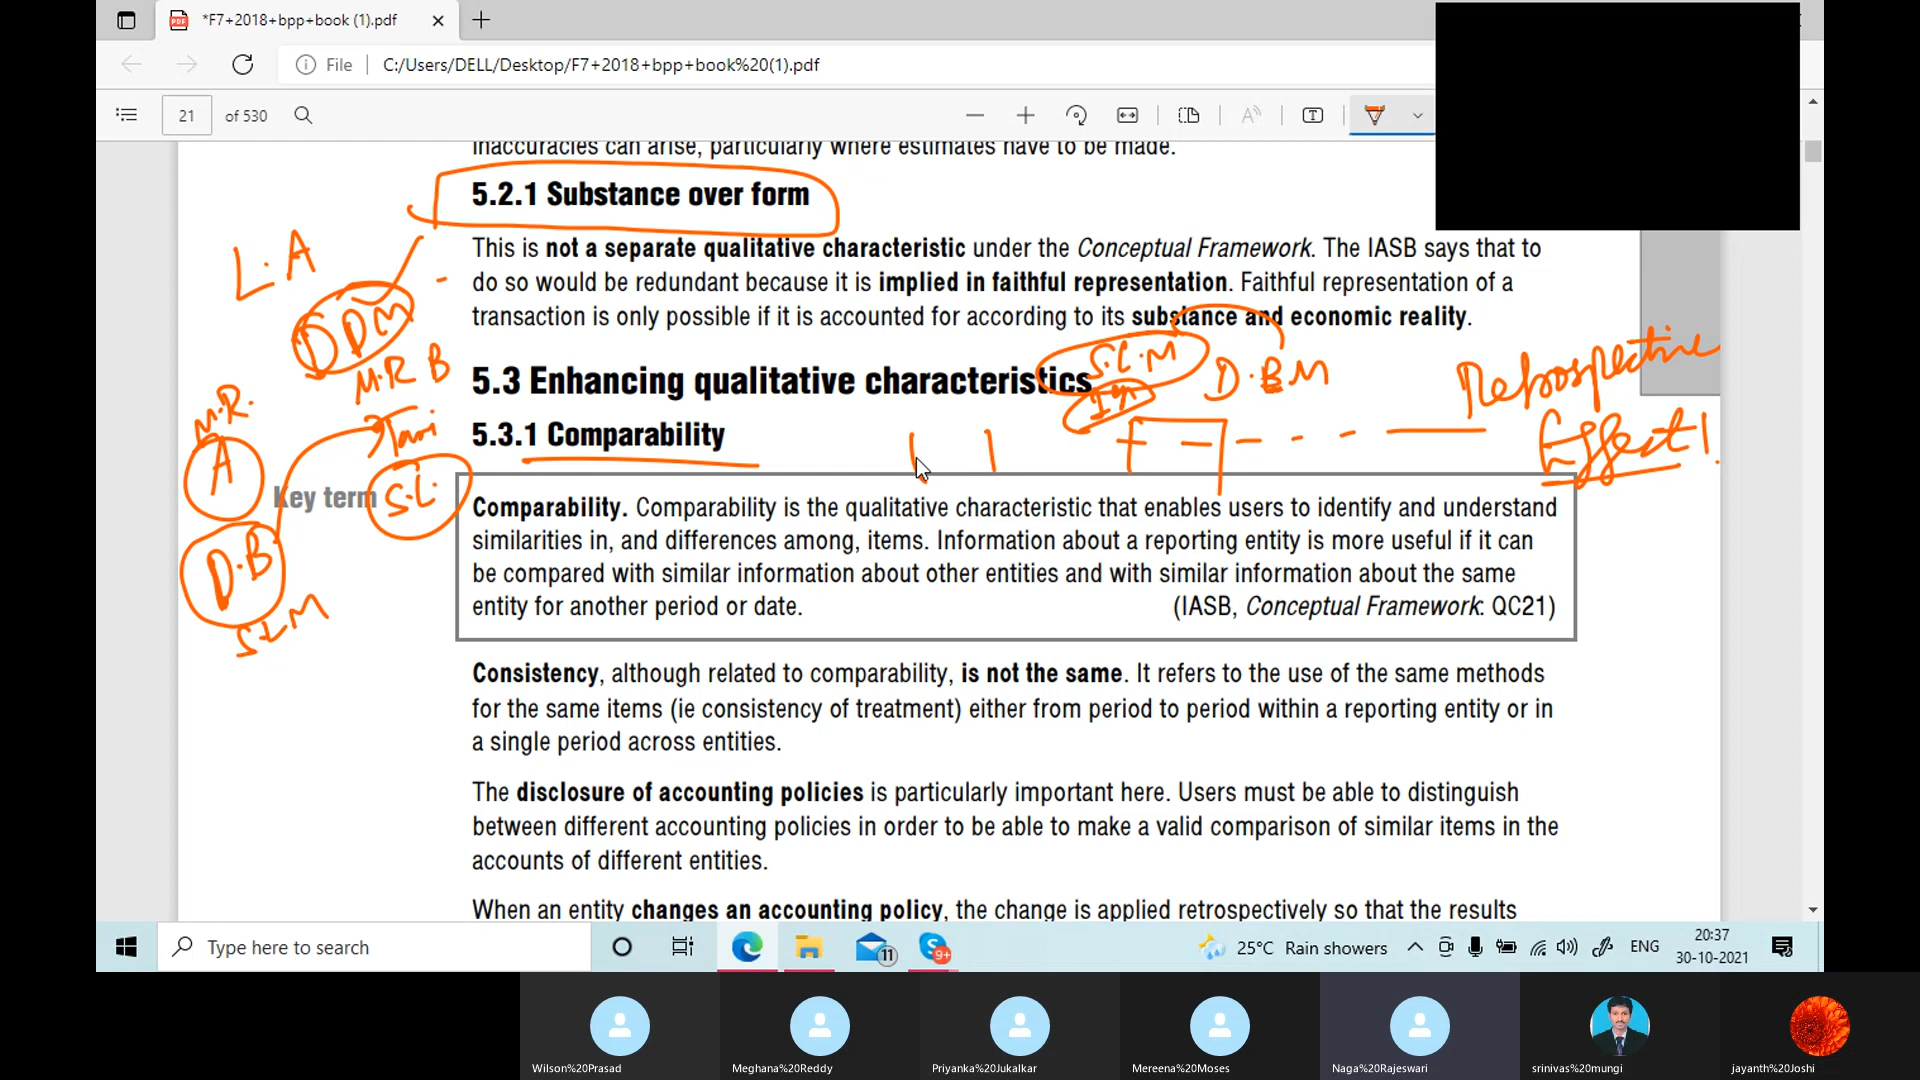 *F7+2018+bpp+book (1).pdf
File
C:/Users/DELL/Desktop/F7+2018+bpp+book%20(1).pdf
21 of 530
inaccuracies can arise, particularly where estimates have to be made.
5.2.1 Substance over form
This is not a separate qualitative characteristic under the Conceptual Framework. The IASB says that to
do so would be redundant because it is implied in faithful representation. Faithful representation of a
transaction is only possible if it is accounted for according to its substance and economic reality.
L.A
DDM
M.R B
M.R.
A
S.L
D.B
SLM
5.3 Enhancing qualitative characteristics
S.L.M
D.BM
Retrospective
Effect!
5.3.1 Comparability
Key term
Comparability. Comparability is the qualitative characteristic that enables users to identify and understand
similarities in, and differences among, items. Information about a reporting entity is more useful if it can
be compared with similar information about other entities and with similar information about the same
entity for another period or date. (IASB, Conceptual Framework: QC21)
Consistency, although related to comparability, is not the same. It refers to the use of the same methods
for the same items (ie consistency of treatment) either from period to period within a reporting entity or in
a single period across entities.
The disclosure of accounting policies is particularly important here. Users must be able to distinguish
between different accounting policies in order to be able to make a valid comparison of similar items in the
accounts of different entities.
When an entity changes an accounting policy, the change is applied retrospectively so that the results
Type here to search
11
9+
25°C Rain showers
ENG
20:37
30-10-2021
Wilson%20Prasad
Meghana%20Reddy
Priyanka%20Jukalkar
Mereena%20Moses
Naga%20Rajeswari
srinivas%20mungi
jayanth%20Joshi